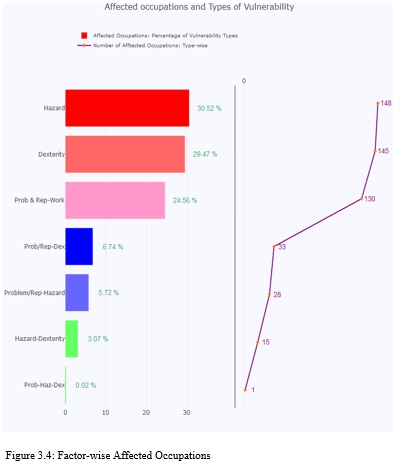 Affected occupations and Types of Vulnerability
Affected Occupations: Percentage of Vulnerability Types
Number of Afftected Occupations: Type-wise
0
Hazard 30.52 % 148
Dexterity 29.47 % 145
Prob & Rep-Work 24.56 % 130
Prob/Rep-Dex 6.74 % 33
Problem/Rep-Hazard 5.72 % 28
Hazard-Dexterity 3.07 % 15
Prob-Haz-Dex 0.02 % 1
0 10 20 30
Figure 3.4: Factor-wise Affected Occupations